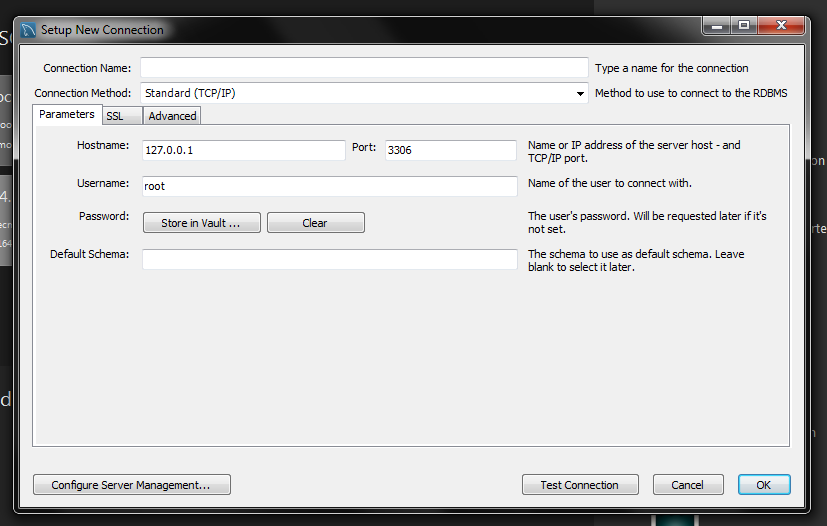 Setup New Connection
Connection Name: Type a name for the connection
Connection Method: Standard (TCP/IP) Method to use to connect to the RDBMS
Parameters SSL Advanced
Hostname: 127.0.0.1 Port: 3306 Name or IP address of the server host - and
TCP/IP port.
Username: root Name of the user to connect with.
Password: Store in Vault ... Clear The user's password. Will be requested later if it's
not set.
Default Schema: The schema to use as default schema. Leave
blank to select it later.
Configure Server Management... Test Connection Cancel OK